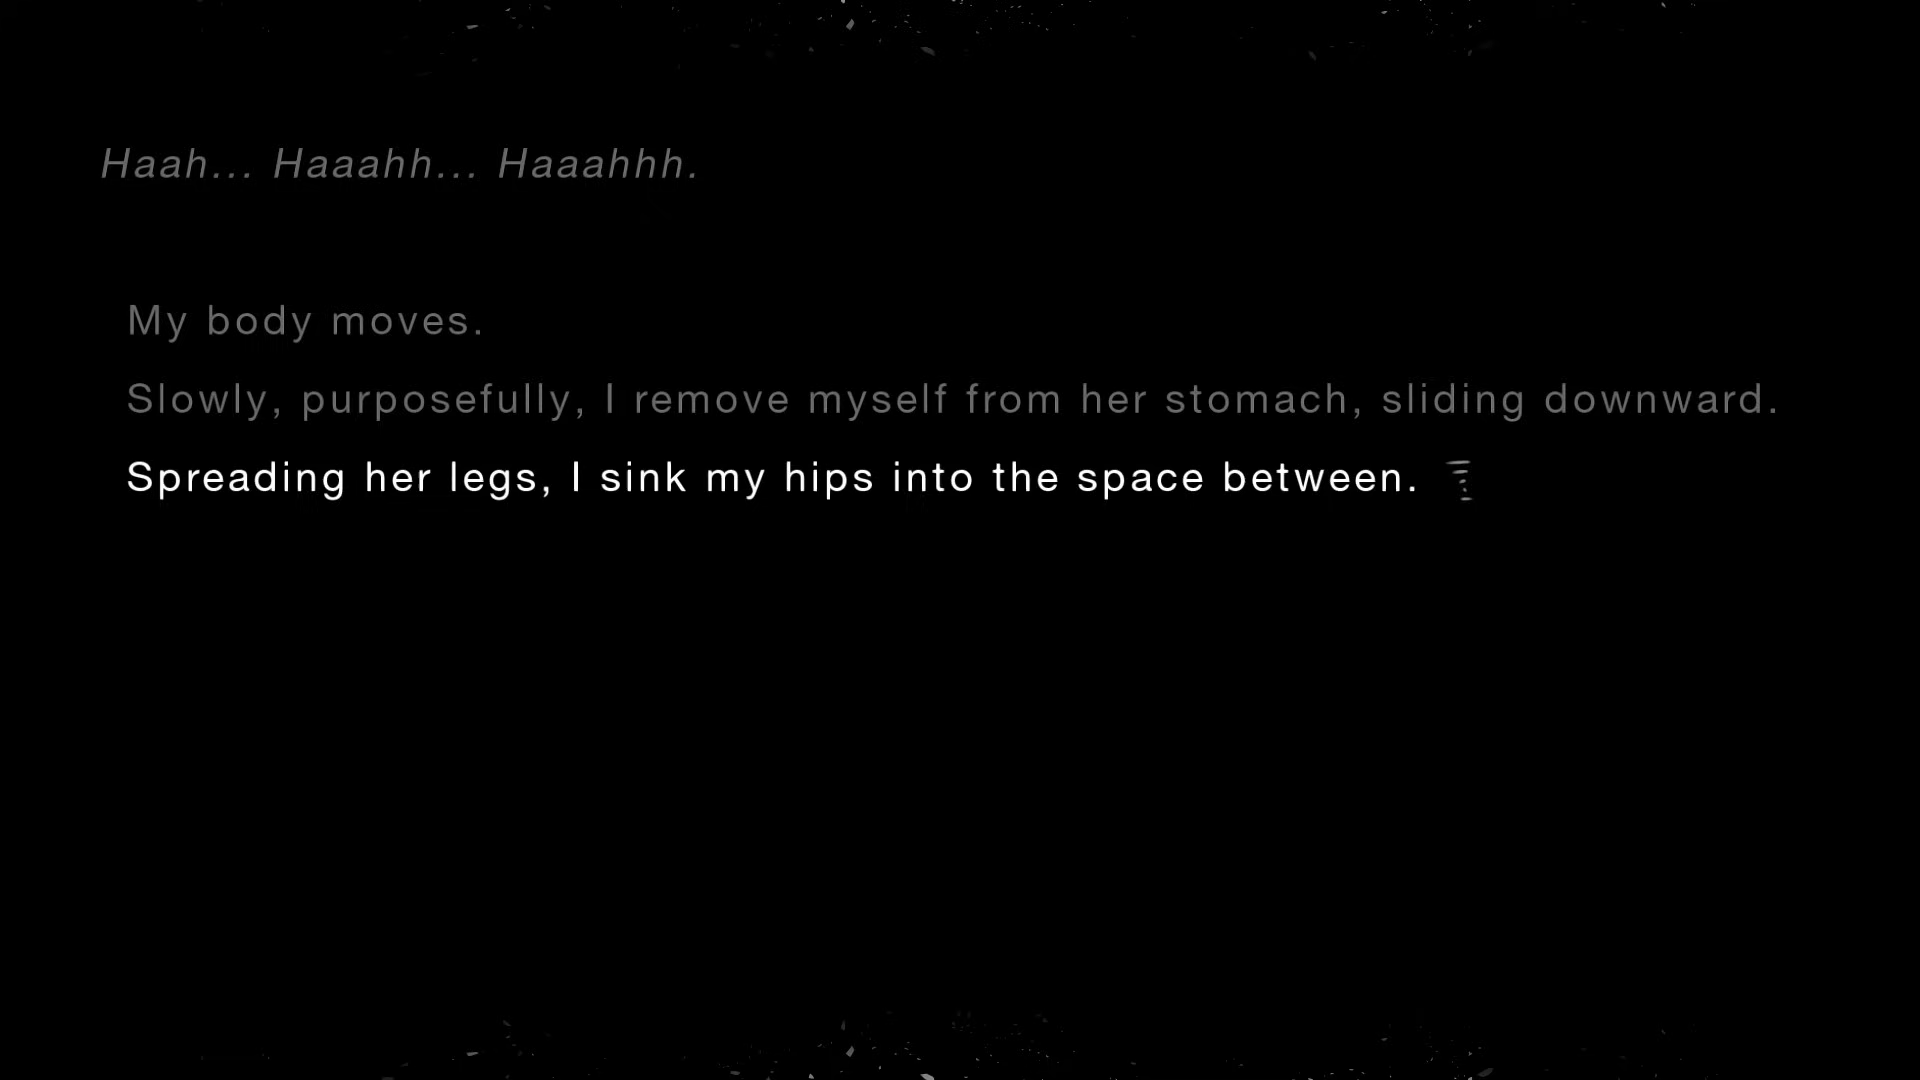 Haah... Haaahh... Haaahhh.
My body moves.
Slowly, purposefully, I remove myself from her stomach, sliding downward.
Spreading her legs, I sink my hips into the space between.